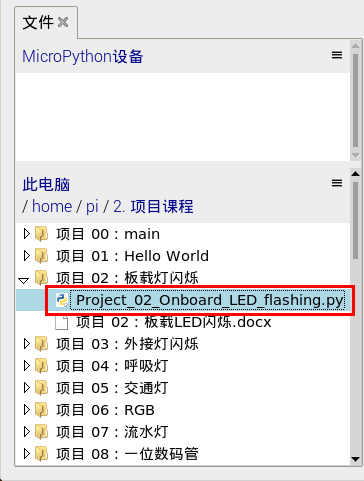 文件
MicroPython设备
此电脑
/ home / pi / 2. 项目课程
项目 00：main
项目 01：Hello World
项目 02：板载灯闪烁
Project_02_Onboard_LED_flashing.py
项目 02：板载LED闪烁.docx
项目 03：外接灯闪烁
项目 04：呼吸灯
项目 05：交通灯
项目 06：RGB
项目 07：流水灯
项目 08：一位数码管